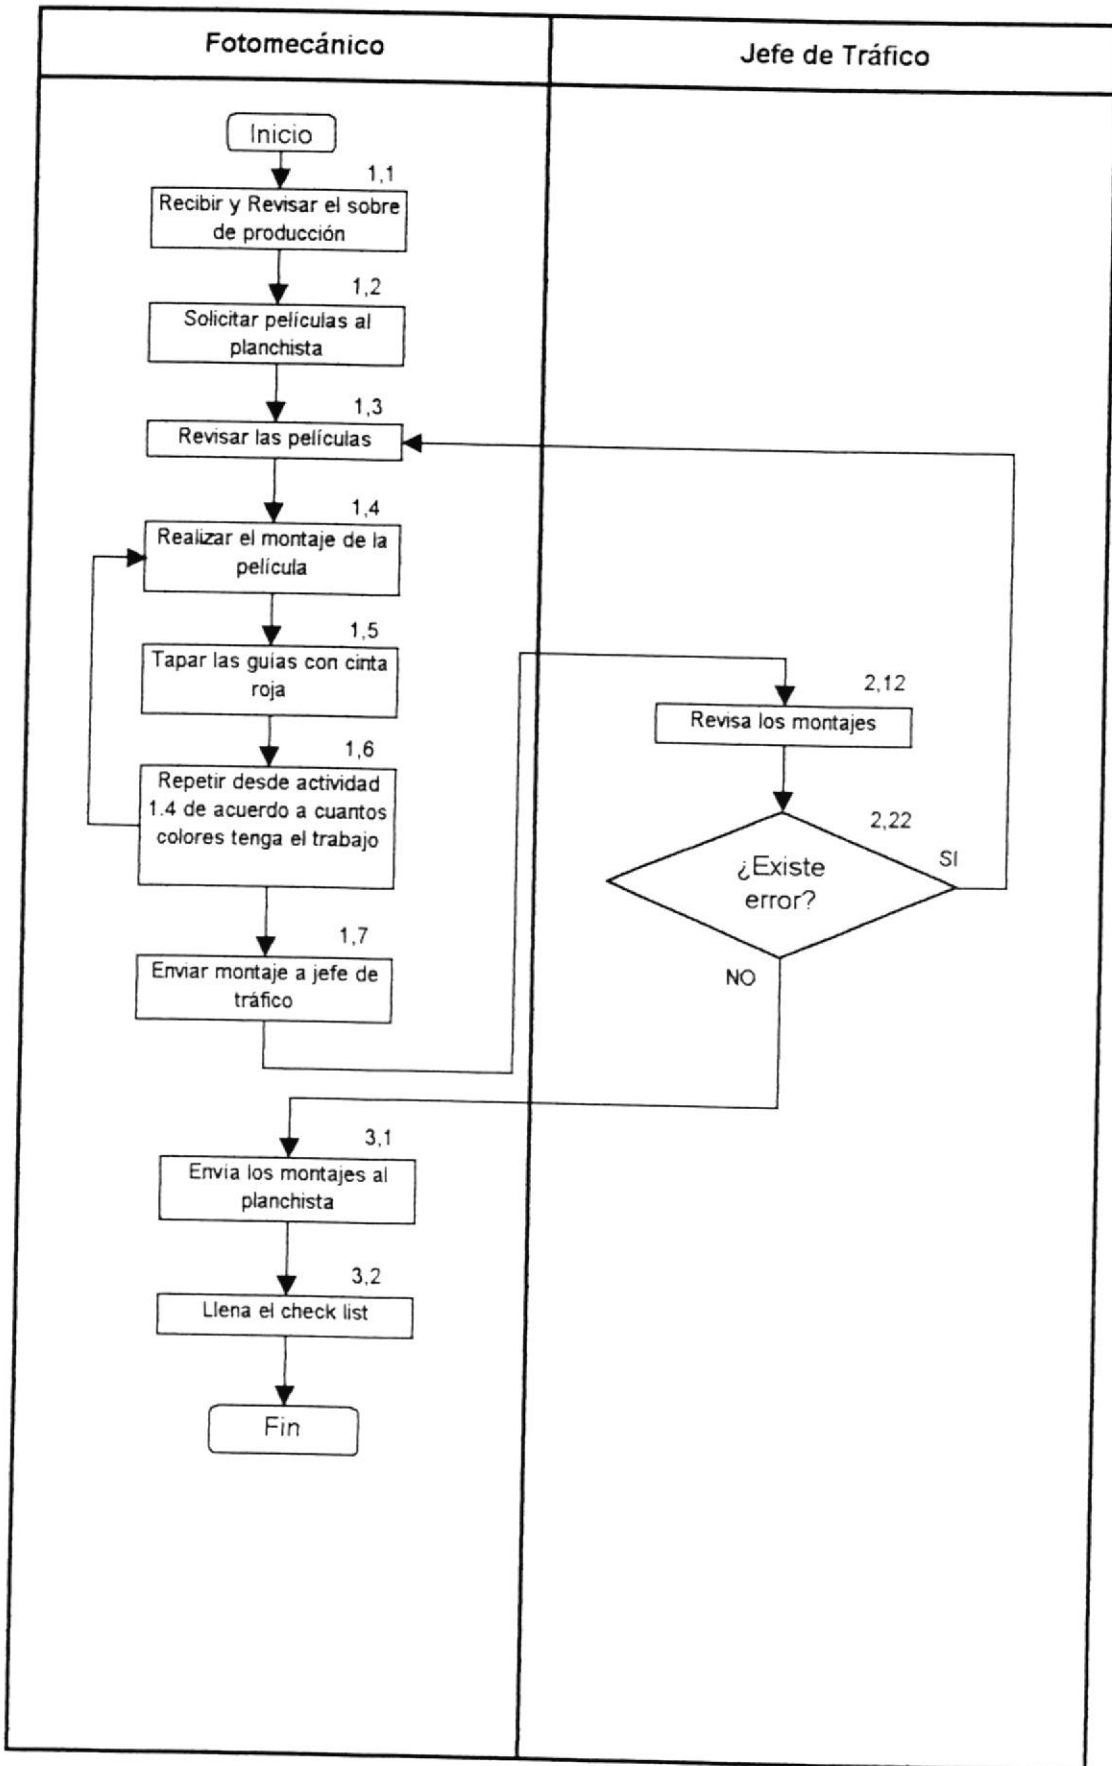 Fotomecánico
Jefe de Tráfico
Inicio
1,1
Recibir y Revisar el sobre
de producción
1,2
Solicitar películas al
planchista
1,3
Revisar las películas
1,4
Realizar el montaje de la
película
1,5
Tapar las guías con cinta
roja
1,6
Repetir desde actividad
1.4 de acuerdo a cuantos
colores tenga el trabajo
1,7
Enviar montaje a jefe de
tráfico
2,12
Revisa los montajes
2,22
¿Existe
error?
SI
NO
3,1
Envía los montajes al
planchista
3,2
Llena el check list
Fin